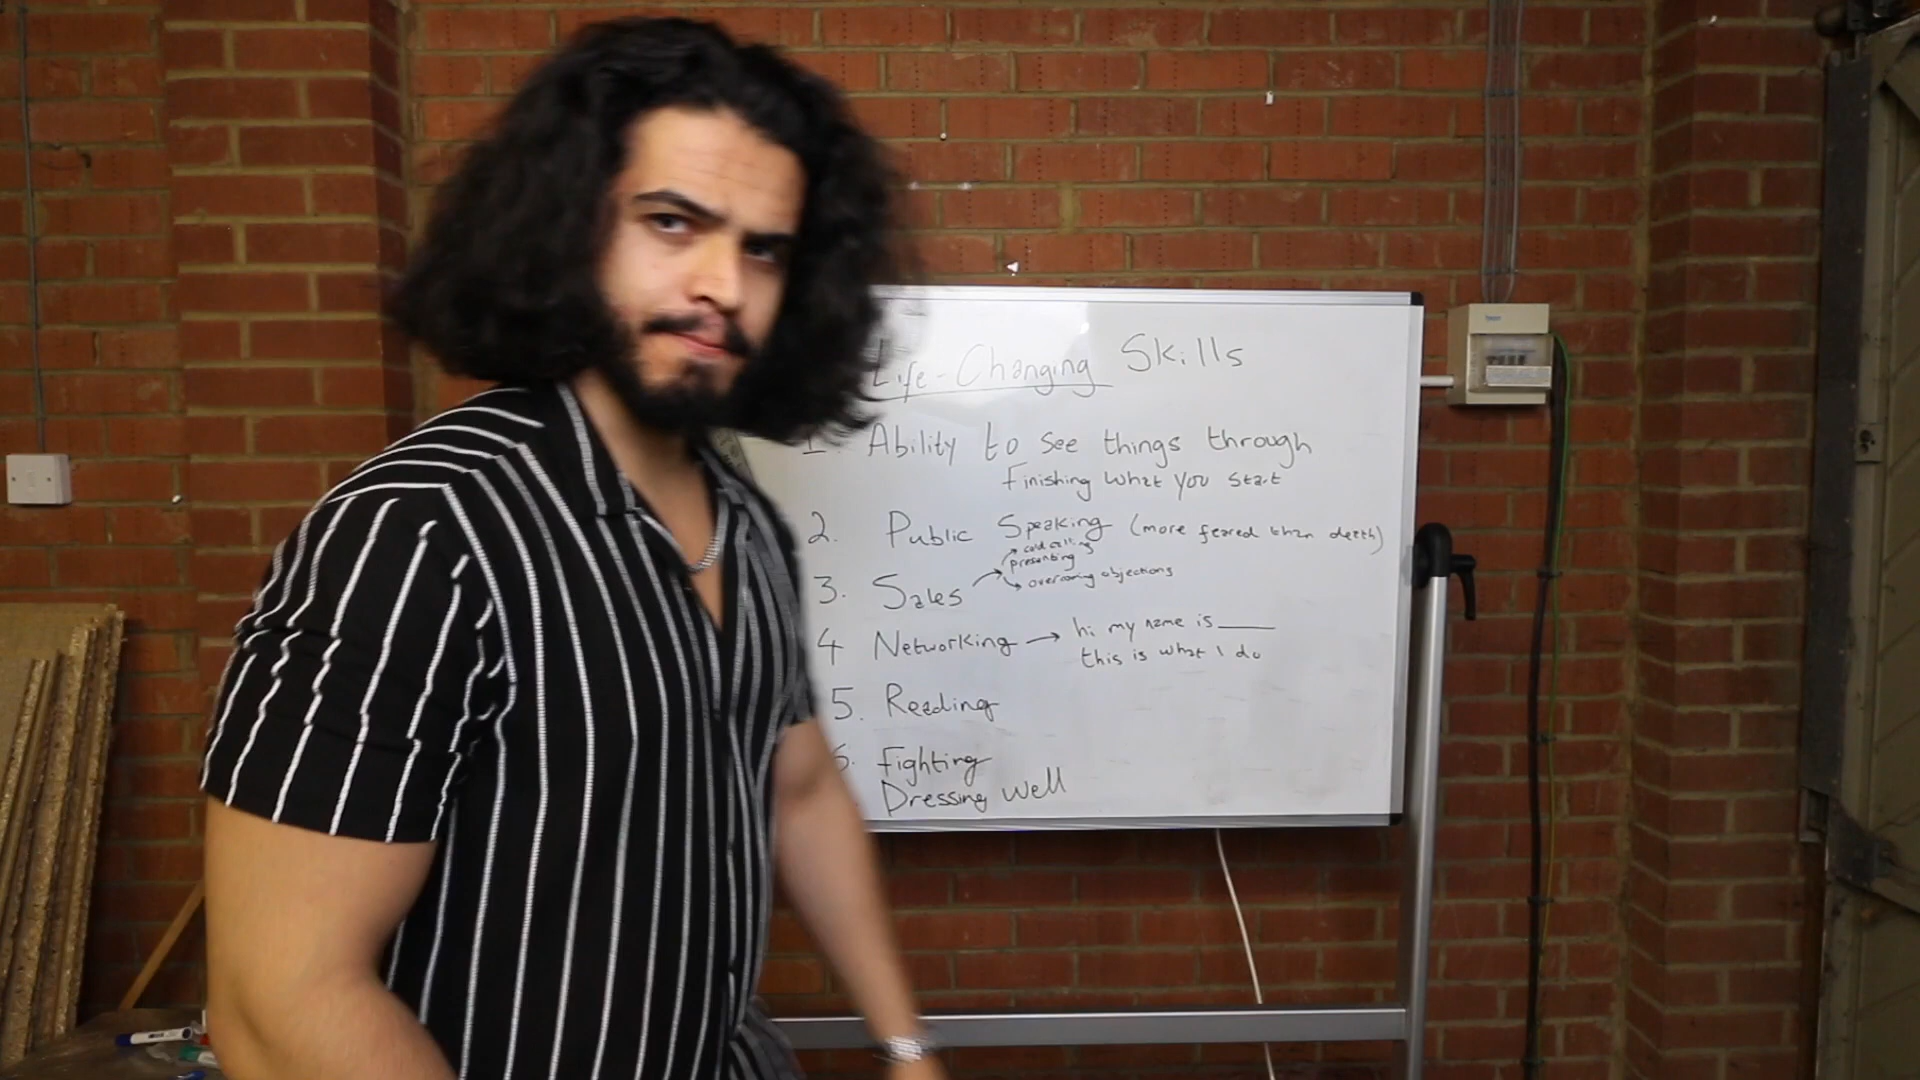 Life-Changing Skills
1. Ability to see things through
Finishing what you start
2. Public Speaking (more feared than death)
cold calling
presenting
3. Sales → overcoming objections
4 Networking → hi my name is ____
this is what I do
5. Reading
6. Fighting
Dressing well